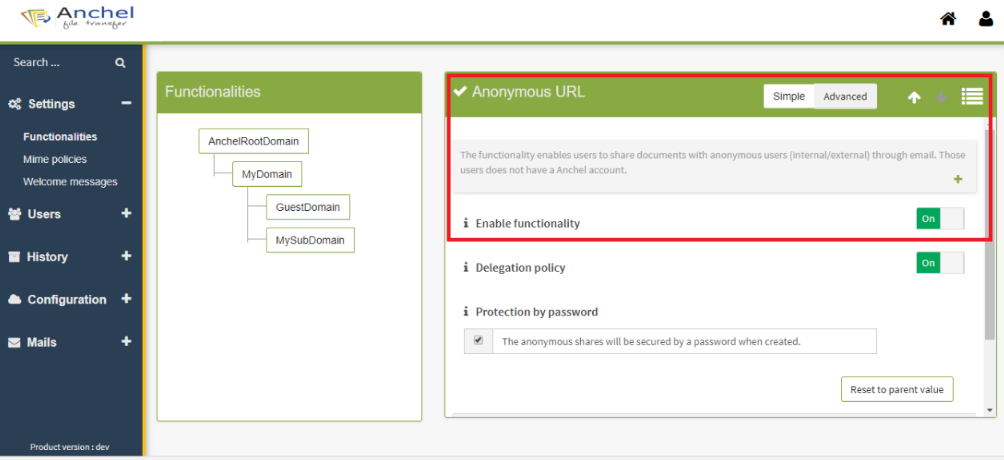 Anchel
file transfer
Search ...
Settings
Functionalities
Mime policies
Welcome messages
Users
History
Configuration
Mails
Product version : dev
Functionalities
AnchelRootDomain
MyDomain
GuestDomain
MySubDomain
Anonymous URL
Simple
Advanced
The functionality enables users to share documents with anonymous users (internal/external) through email. Those
users does not have a Anchel account.
Enable functionality
On
Delegation policy
On
Protection by password
The anonymous shares will be secured by a password when created.
Reset to parent value